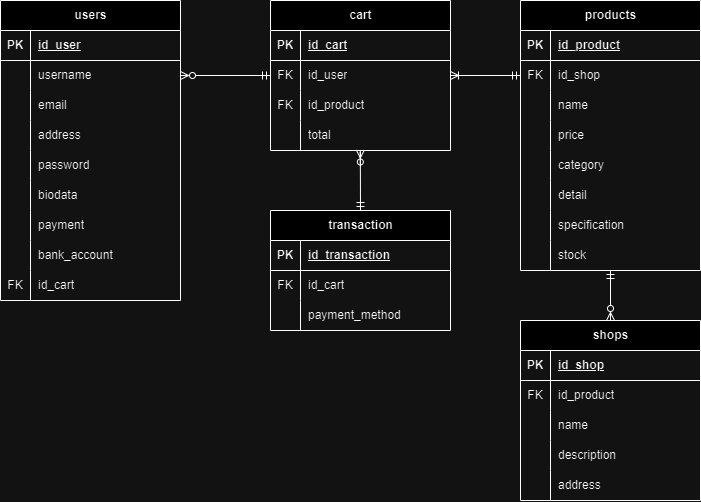 users
PK id_user
username
email
address
password
biodata
payment
bank_account
FK id_cart
cart
PK id_cart
FK id_user
FK id_product
total
transaction
PK id_transaction
FK id_cart
payment_method
products
PK id_product
FK id_shop
name
price
category
detail
specification
stock
shops
PK id_shop
FK id_product
name
description
address